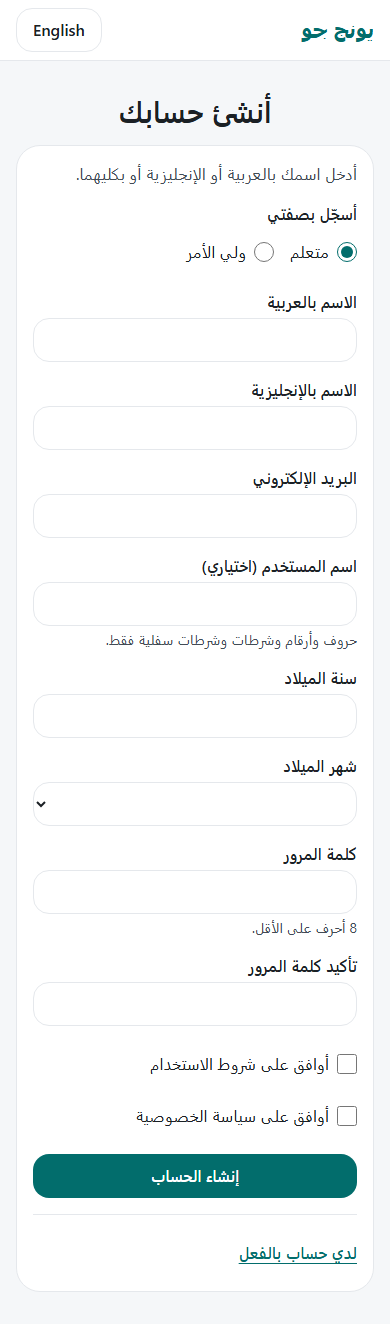 يونج جو
English
أنشئ حسابك
أدخل اسمك بالعربية أو الإنجليزية أو بكليهما.
أسجّل بصفتي
متعلم
ولي الأمر
الاسم بالعربية
الاسم بالإنجليزية
البريد الإلكتروني
اسم المستخدم (اختياري)
حروف وأرقام وشرطات وشرطات سفلية فقط.
سنة الميلاد
شهر الميلاد
كلمة المرور
8 أحرف على الأقل.
تأكيد كلمة المرور
أوافق على شروط الاستخدام
أوافق على سياسة الخصوصية
إنشاء الحساب
لدي حساب بالفعل